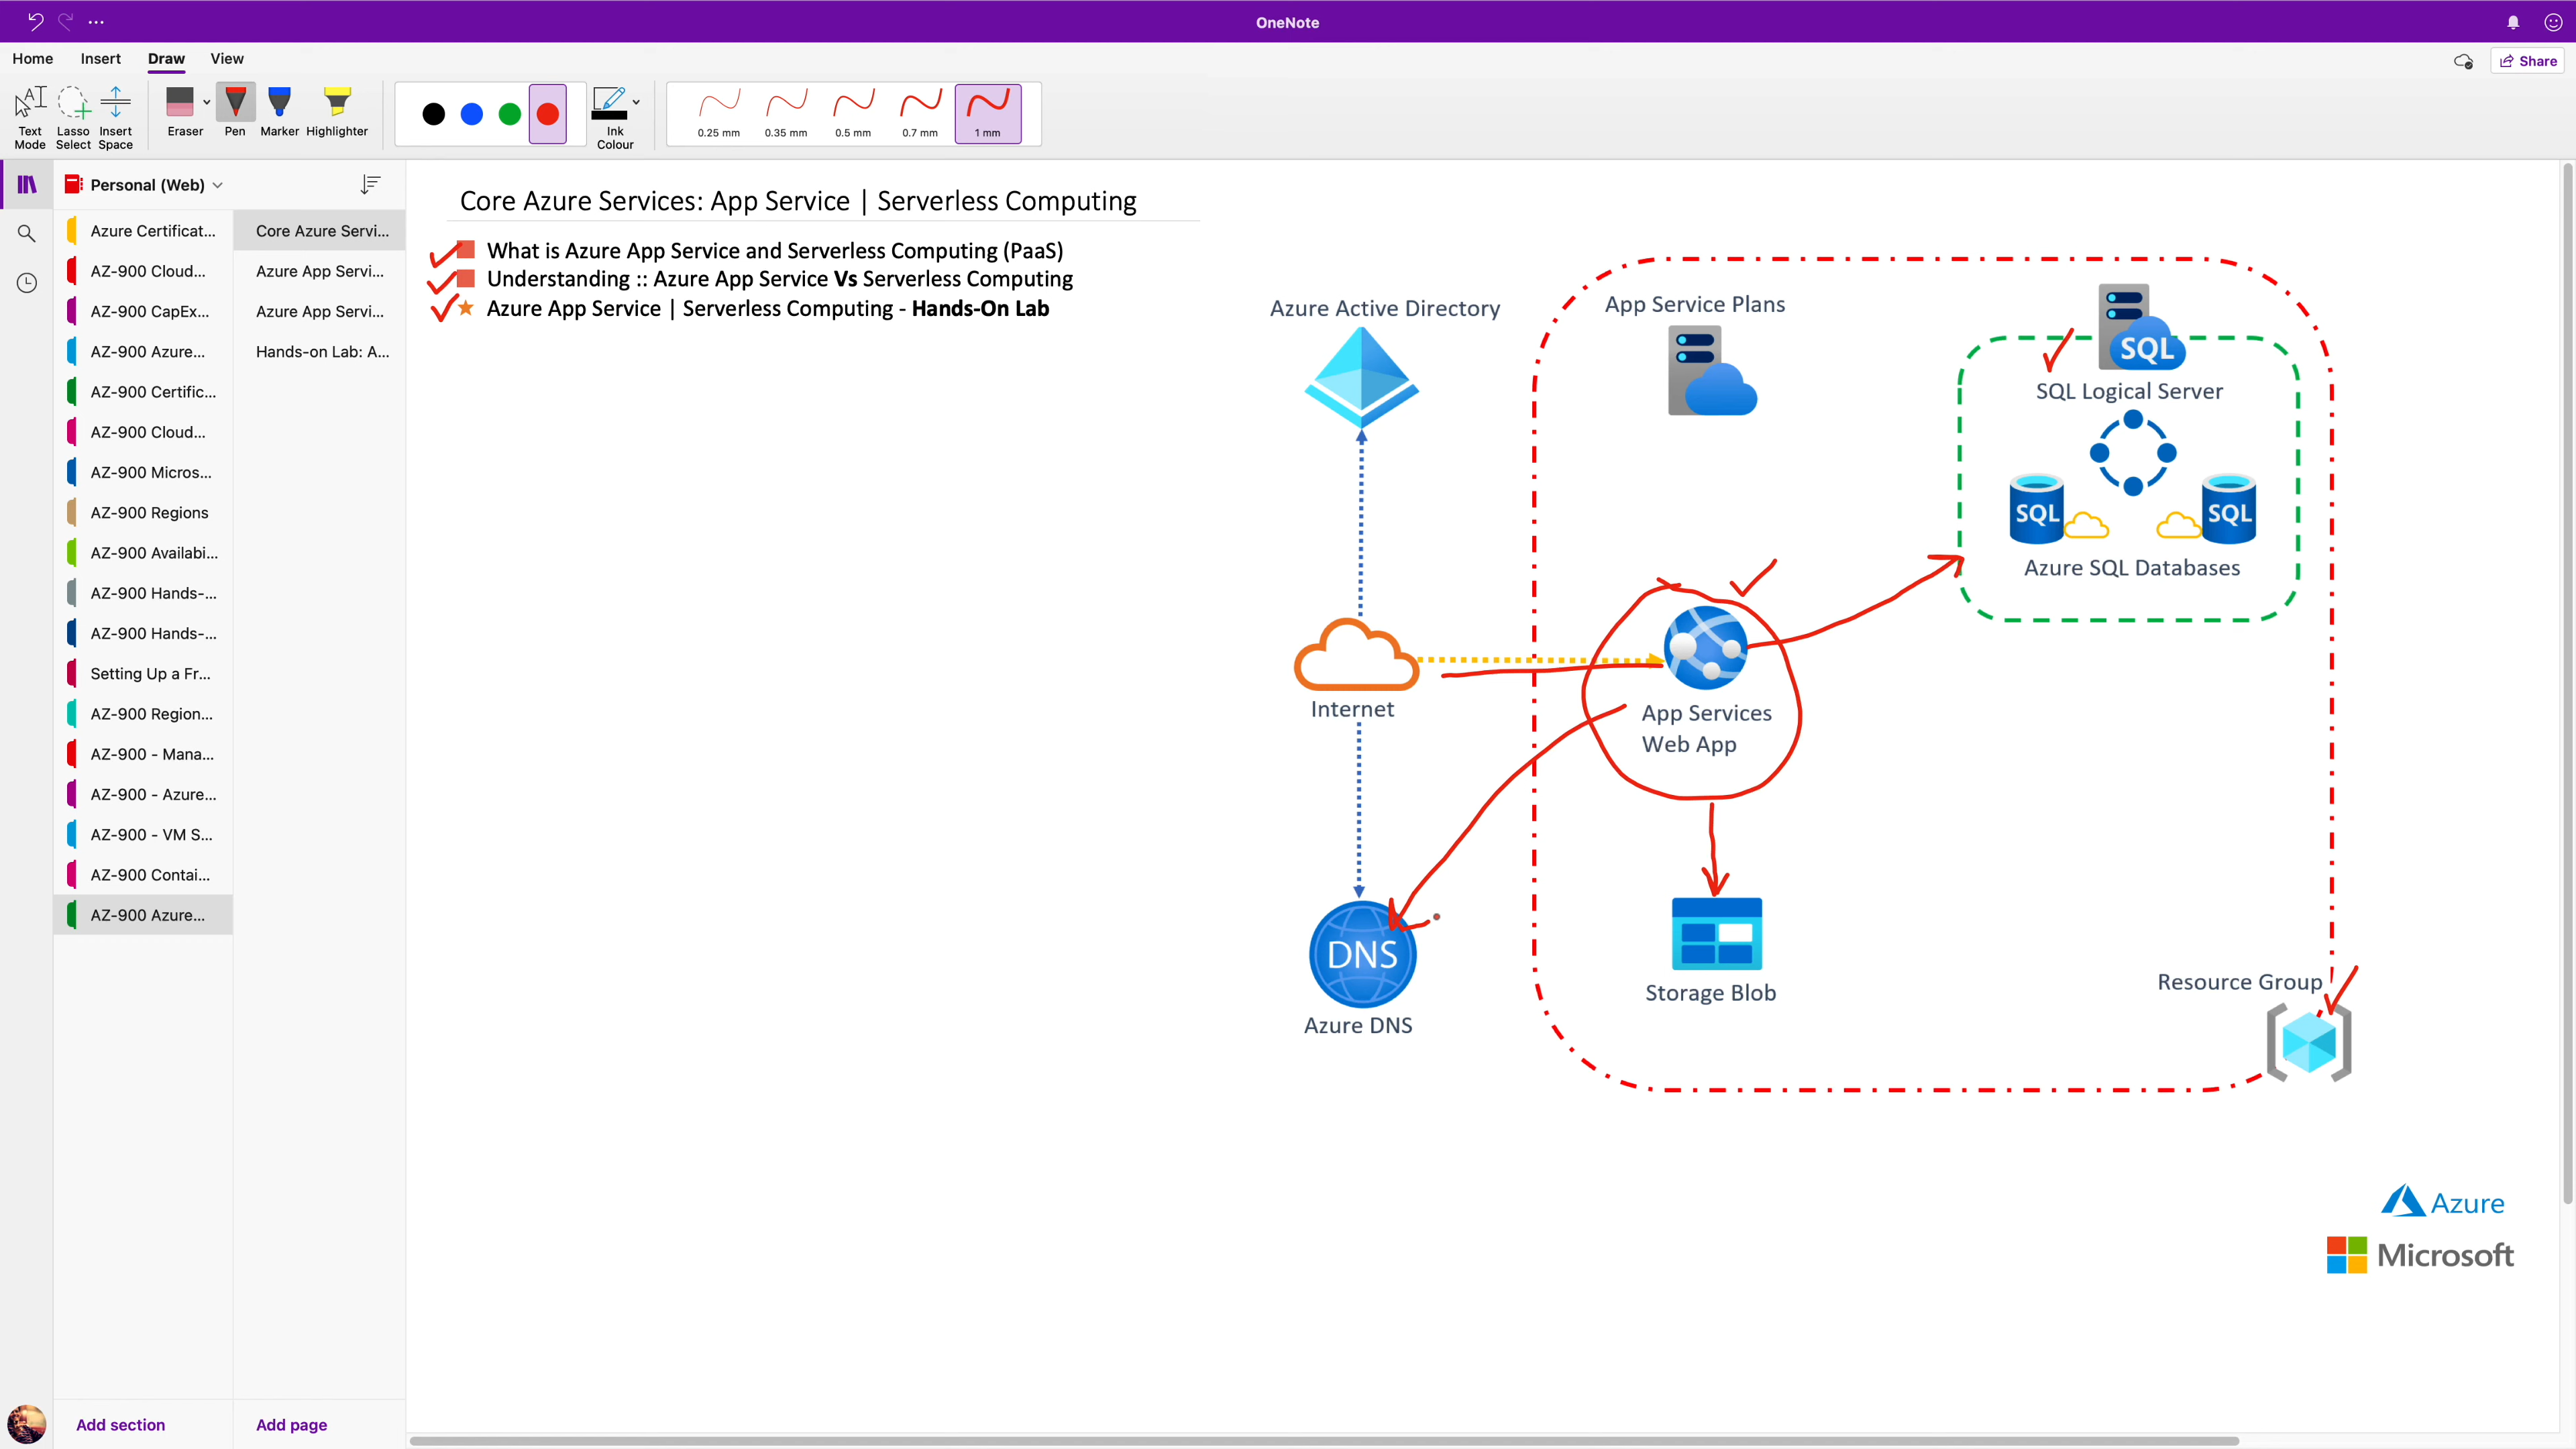 OneNote
Home Insert Draw View
Share
Text Mode
Lasso Select
Insert Space
Eraser
Pen
Marker
Highlighter
Ink Colour
0.25 mm
0.35 mm
0.5 mm
0.7 mm
1 mm
Personal (Web)
Azure Certificat...
AZ-900 Cloud...
AZ-900 CapEx...
AZ-900 Azure...
AZ-900 Certific...
AZ-900 Cloud...
AZ-900 Micros...
AZ-900 Regions
AZ-900 Availabi...
AZ-900 Hands-...
AZ-900 Hands-...
Setting Up a Fr...
AZ-900 Region...
AZ-900 - Mana...
AZ-900 - Azure...
AZ-900 - VM S...
AZ-900 Contai...
AZ-900 Azure...
Add section
Core Azure Servi...
Azure App Servi...
Azure App Servi...
Hands-on Lab: A...
Add page
Core Azure Services: App Service | Serverless Computing
What is Azure App Service and Serverless Computing (PaaS)
Understanding :: Azure App Service Vs Serverless Computing
Azure App Service | Serverless Computing - Hands-On Lab
Azure Active Directory
App Service Plans
SQL
SQL Logical Server
SQL
SQL
Azure SQL Databases
Internet
App Services
Web App
DNS
Azure DNS
Storage Blob
Resource Group
Azure
Microsoft